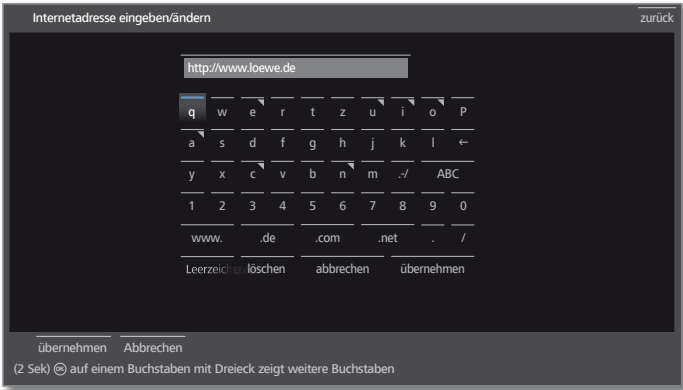 Internetadresse eingeben/ändern zurück
http://www.loewe.de
q w e r t z u i o P
a s d f g h j k l ←
y x c v b n m .-/ ABC
1 2 3 4 5 6 7 8 9 0
www. .de .com .net . /
Leerzeichen löschen abbrechen übernehmen
übernehmen Abbrechen
(2 Sek) OK auf einem Buchstaben mit Dreieck zeigt weitere Buchstaben